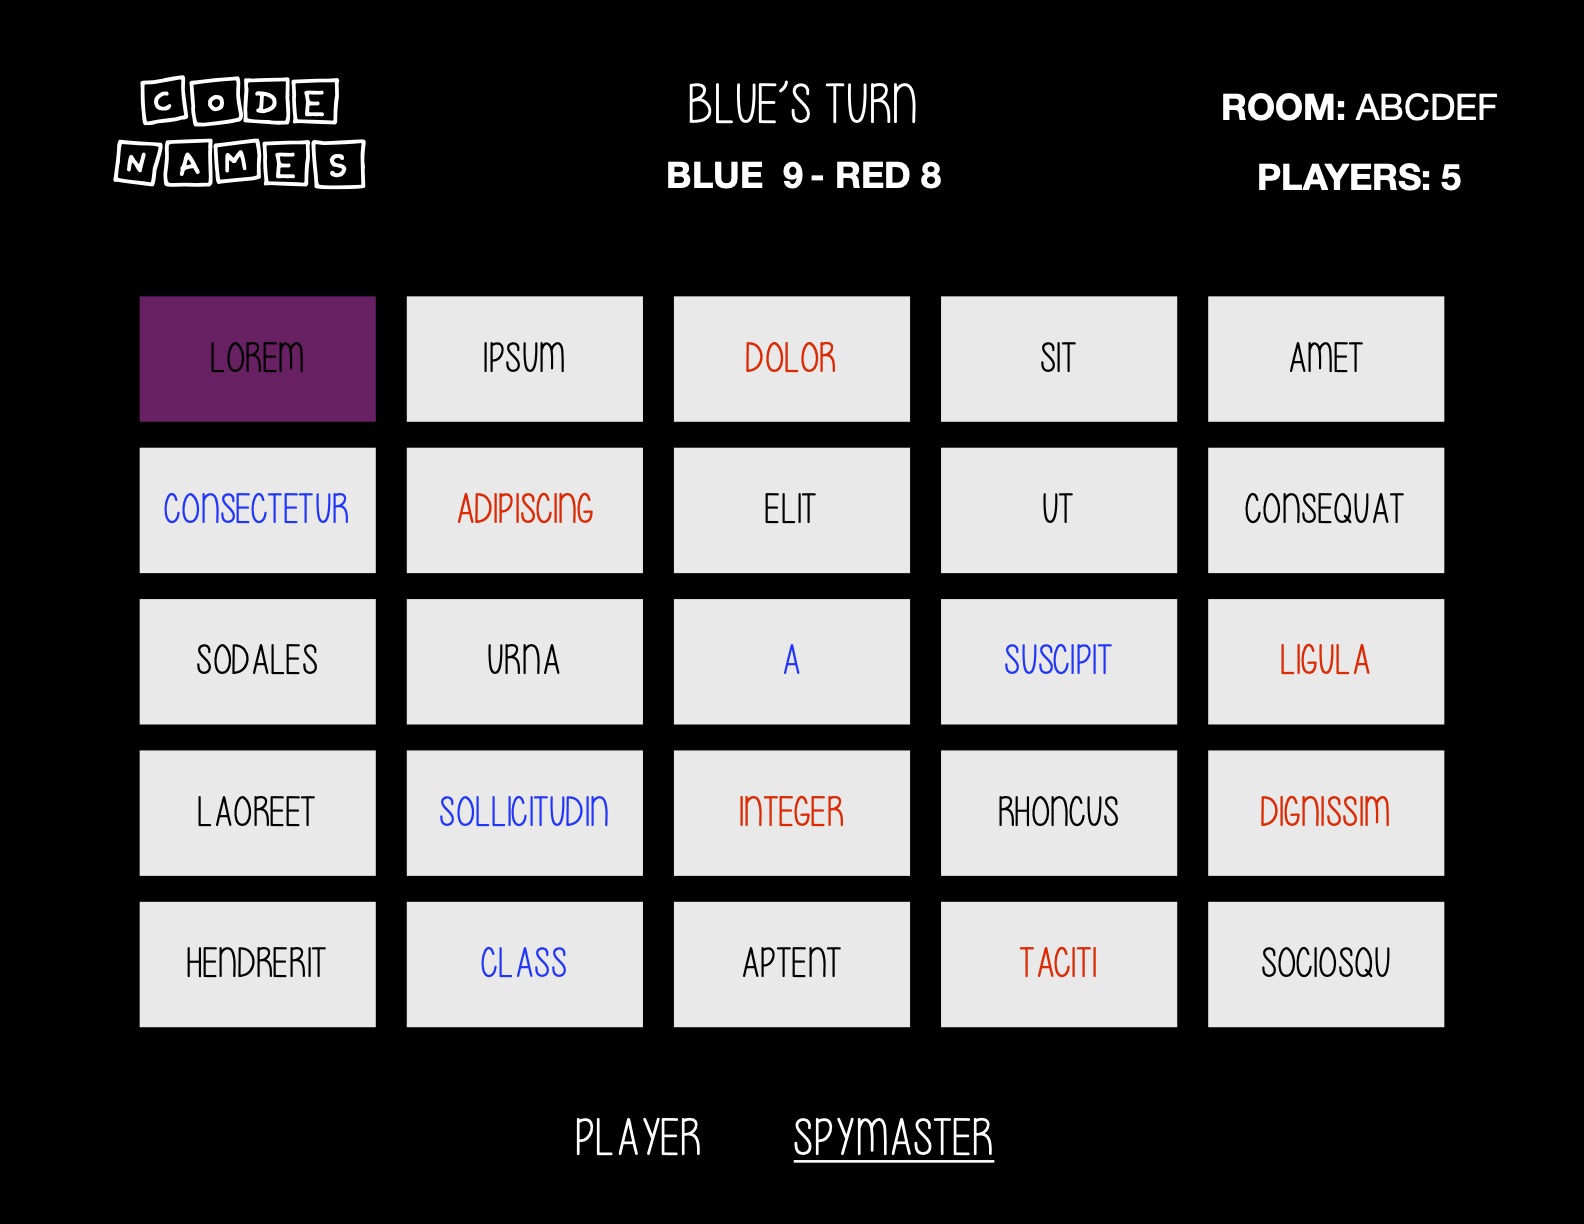 CODE
NAMES
BLUE'S TURN
BLUE 9 - RED 8
ROOM: ABCDEF
PLAYERS: 5
LOREM
IPSUM
DOLOR
SIT
AMET
CONSECTETUR
ADIPISCING
ELIT
UT
CONSEQUAT
SODALES
URNA
A
SUSCIPIT
LIGULA
LAOREET
SOLLICITUDIN
INTEGER
RHONCUS
DIGNISSIM
HENDRERIT
CLASS
APTENT
TACITI
SOCIOSQU
PLAYER
SPYMASTER